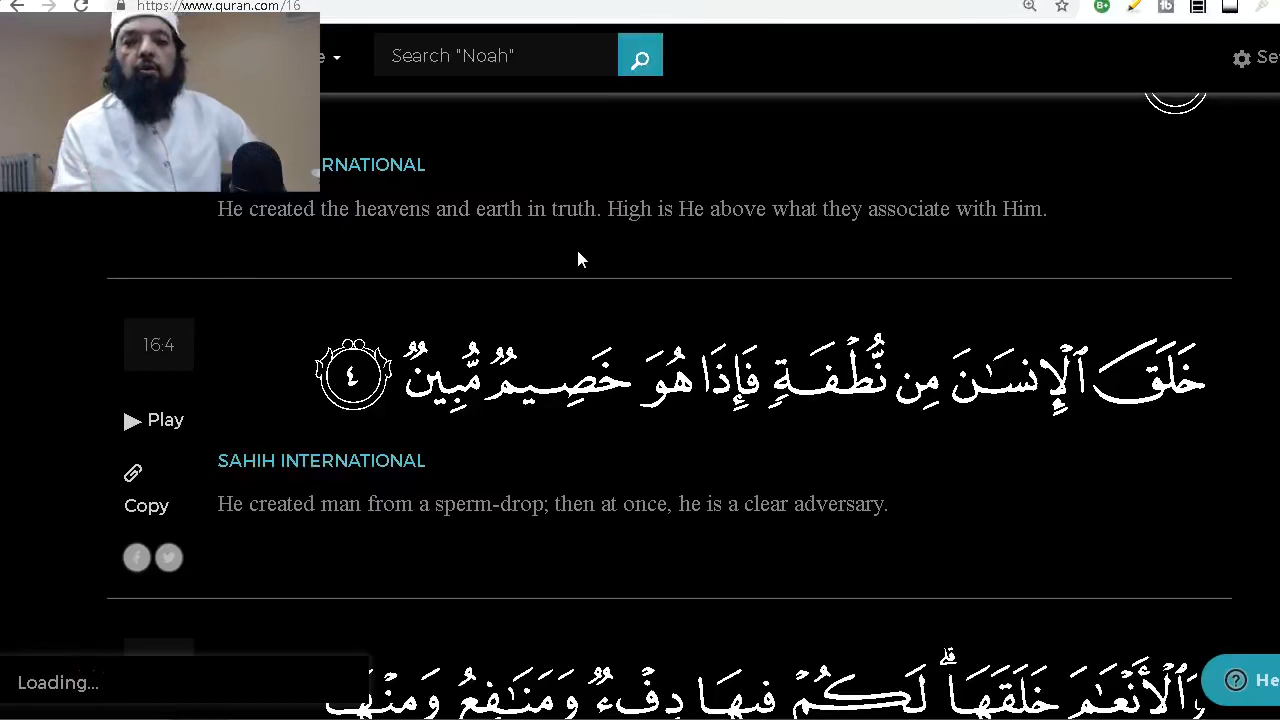 https://www.quran.com/16
Search "Noah"
RNATIONAL
He created the heavens and earth in truth. High is He above what they associate with Him.
16:4
خَلَقَ ٱلْإِنسَـٰنَ مِن نُّطْفَةٍ فَإِذَا هُوَ خَصِيمٌ مُّبِينٌ ٤
Play
SAHIH INTERNATIONAL
Copy
He created man from a sperm-drop; then at once, he is a clear adversary.
وَٱلْأَنْعَـٰمَ خَلَقَهَا ۗ لَكُمْ فِيهَا دِفْءٌ وَمَنَـٰفِعُ وَمِنْهَا
Loading...